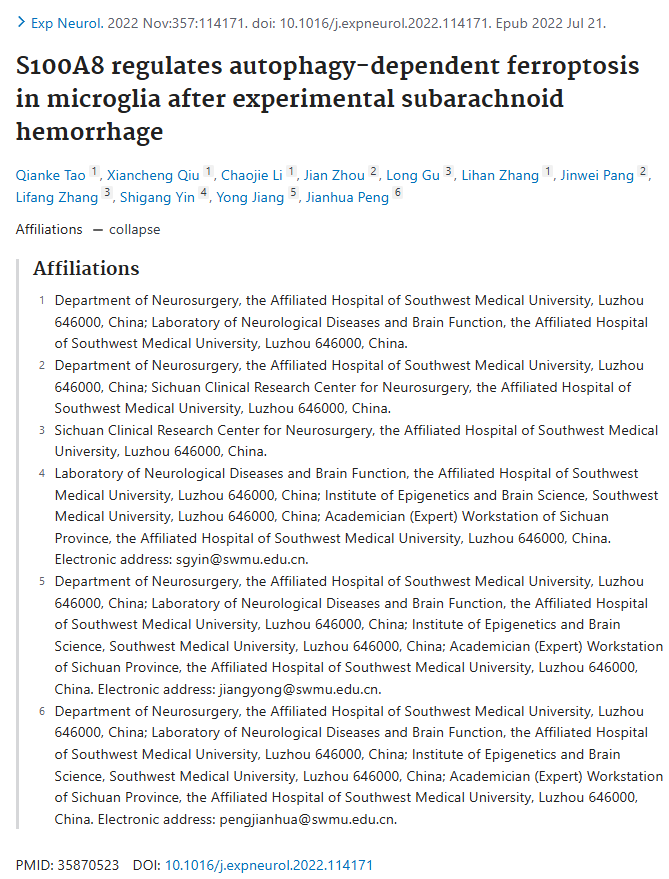 Exp Neurol. 2022 Nov:357:114171. doi: 10.1016/j.expneurol.2022.114171. Epub 2022 Jul 21.
S100A8 regulates autophagy-dependent ferroptosis
in microglia after experimental subarachnoid
hemorrhage
Qianke Tao 1, Xiancheng Qiu 1, Chaojie Li 1, Jian Zhou 2, Long Gu 3, Lihan Zhang 1, Jinwei Pang 2,
Lifang Zhang 3, Shigang Yin 4, Yong Jiang 5, Jianhua Peng 6
Affiliations — collapse
Affiliations
1 Department of Neurosurgery, the Affiliated Hospital of Southwest Medical University, Luzhou
646000, China; Laboratory of Neurological Diseases and Brain Function, the Affiliated Hospital
of Southwest Medical University, Luzhou 646000, China.
2 Department of Neurosurgery, the Affiliated Hospital of Southwest Medical University, Luzhou
646000, China; Sichuan Clinical Research Center for Neurosurgery, the Affiliated Hospital of
Southwest Medical University, Luzhou 646000, China.
3 Sichuan Clinical Research Center for Neurosurgery, the Affiliated Hospital of Southwest Medical
University, Luzhou 646000, China.
4 Laboratory of Neurological Diseases and Brain Function, the Affiliated Hospital of Southwest
Medical University, Luzhou 646000, China; Institute of Epigenetics and Brain Science, Southwest
Medical University, Luzhou 646000, China; Academician (Expert) Workstation of Sichuan
Province, the Affiliated Hospital of Southwest Medical University, Luzhou 646000, China.
Electronic address: sgyin@swmu.edu.cn.
5 Department of Neurosurgery, the Affiliated Hospital of Southwest Medical University, Luzhou
646000, China; Laboratory of Neurological Diseases and Brain Function, the Affiliated Hospital
of Southwest Medical University, Luzhou 646000, China; Institute of Epigenetics and Brain
Science, Southwest Medical University, Luzhou 646000, China; Academician (Expert) Workstation
of Sichuan Province, the Affiliated Hospital of Southwest Medical University, Luzhou 646000,
China. Electronic address: jiangyong@swmu.edu.cn.
6 Department of Neurosurgery, the Affiliated Hospital of Southwest Medical University, Luzhou
646000, China; Laboratory of Neurological Diseases and Brain Function, the Affiliated Hospital
of Southwest Medical University, Luzhou 646000, China; Institute of Epigenetics and Brain
Science, Southwest Medical University, Luzhou 646000, China; Academician (Expert) Workstation
of Sichuan Province, the Affiliated Hospital of Southwest Medical University, Luzhou 646000,
China. Electronic address: pengjianhua@swmu.edu.cn.
PMID: 35870523 DOI: 10.1016/j.expneurol.2022.114171